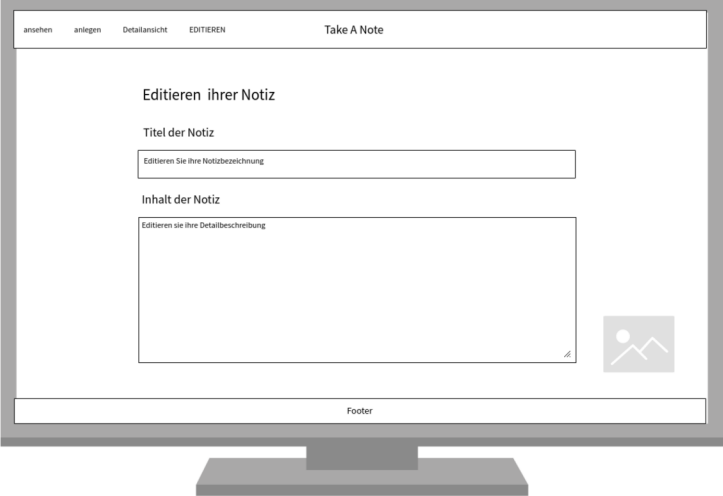 ansehen anlegen Detailansicht EDITIEREN Take A Note
Editieren ihrer Notiz
Titel der Notiz
Editieren Sie ihre Notizbezeichnung
Inhalt der Notiz
Editieren sie ihre Detailbeschreibung
Footer